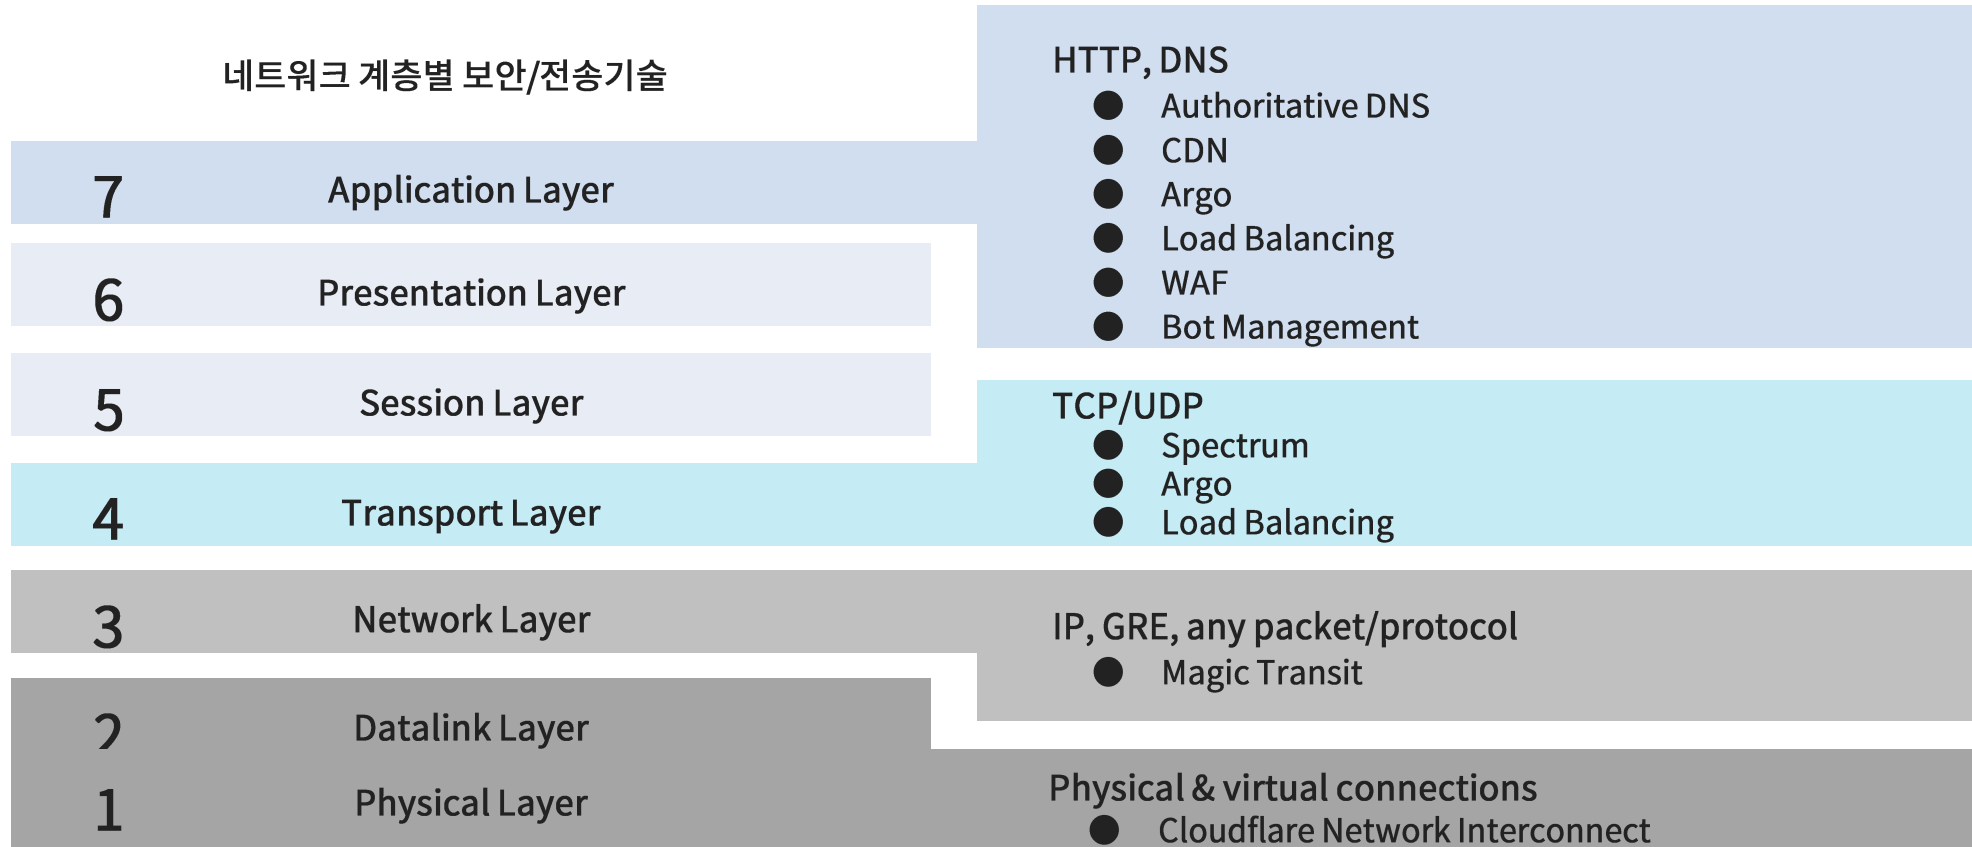 네트워크 계층별 보안/전송기술
7 Application Layer
6 Presentation Layer
5 Session Layer
4 Transport Layer
3 Network Layer
2 Datalink Layer
1 Physical Layer
HTTP, DNS
● Authoritative DNS
● CDN
● Argo
● Load Balancing
● WAF
● Bot Management
TCP/UDP
● Spectrum
● Argo
● Load Balancing
IP, GRE, any packet/protocol
● Magic Transit
Physical & virtual connections
● Cloudflare Network Interconnect